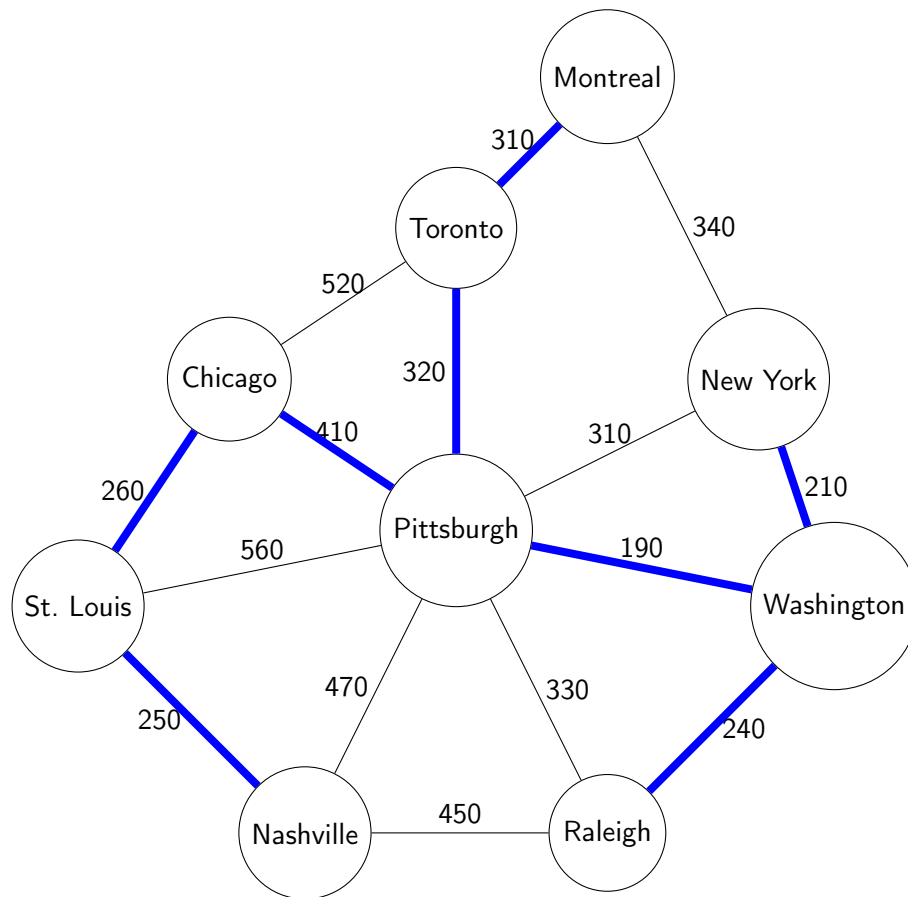 Montreal
310
Toronto
340
520
320
Chicago
New York
410
310
260
210
Pittsburgh
560
190
St. Louis
Washington
470
330
250
240
450
Nashville
Raleigh